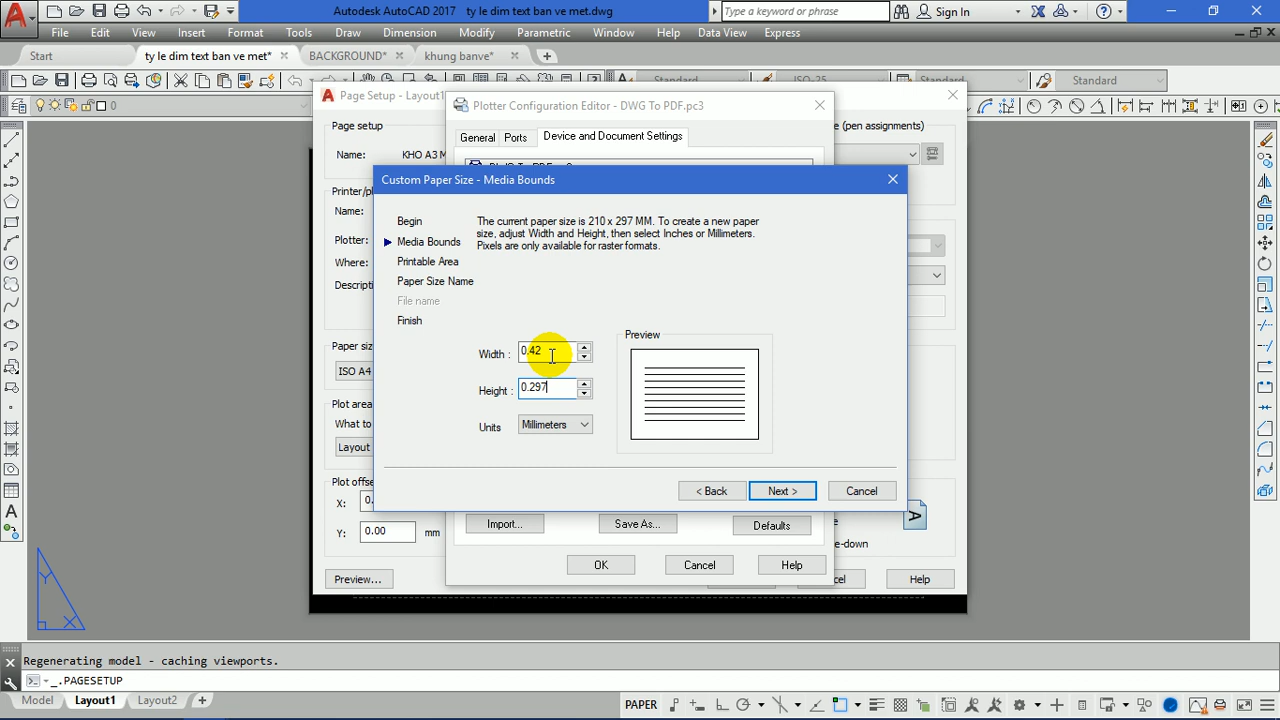 Autodesk AutoCAD 2017 ty le dim text ban ve met.dwg
Type a keyword or phrase
Sign In
File Edit View Insert Format Tools Draw Dimension Modify Parametric Window Help Data View Express
Start
ty le dim text ban ve met*
BACKGROUND*
khung banve*
Standard
ISO-25
Standard
Standard
0
Page Setup - Layout1
Plotter Configuration Editor - DWG To PDF.pc3
Page setup
General Ports Device and Document Settings
(pen assignments)
Name: KHO A3 M
Custom Paper Size - Media Bounds
Printer/pl
Name:
Plotter:
Where:
Descripti
Begin
Media Bounds
Printable Area
Paper Size Name
File name
Finish
The current paper size is 210 x 297 MM. To create a new paper
size, adjust Width and Height, then select Inches or Millimeters.
Pixels are only available for raster formats.
Paper siz
ISO A4
Width : 0.42
Height : 0.297
Units Millimeters
Preview
Plot area
What to
Layout
Plot offse
X: 0.
Y: 0.00 mm
< Back Next > Cancel
Import... Save As... Defaults
A
e-down
OK Cancel Help
Preview... cel Help
Y
X
Regenerating model - caching viewports.
_.PAGESETUP
Model Layout1 Layout2
PAPER